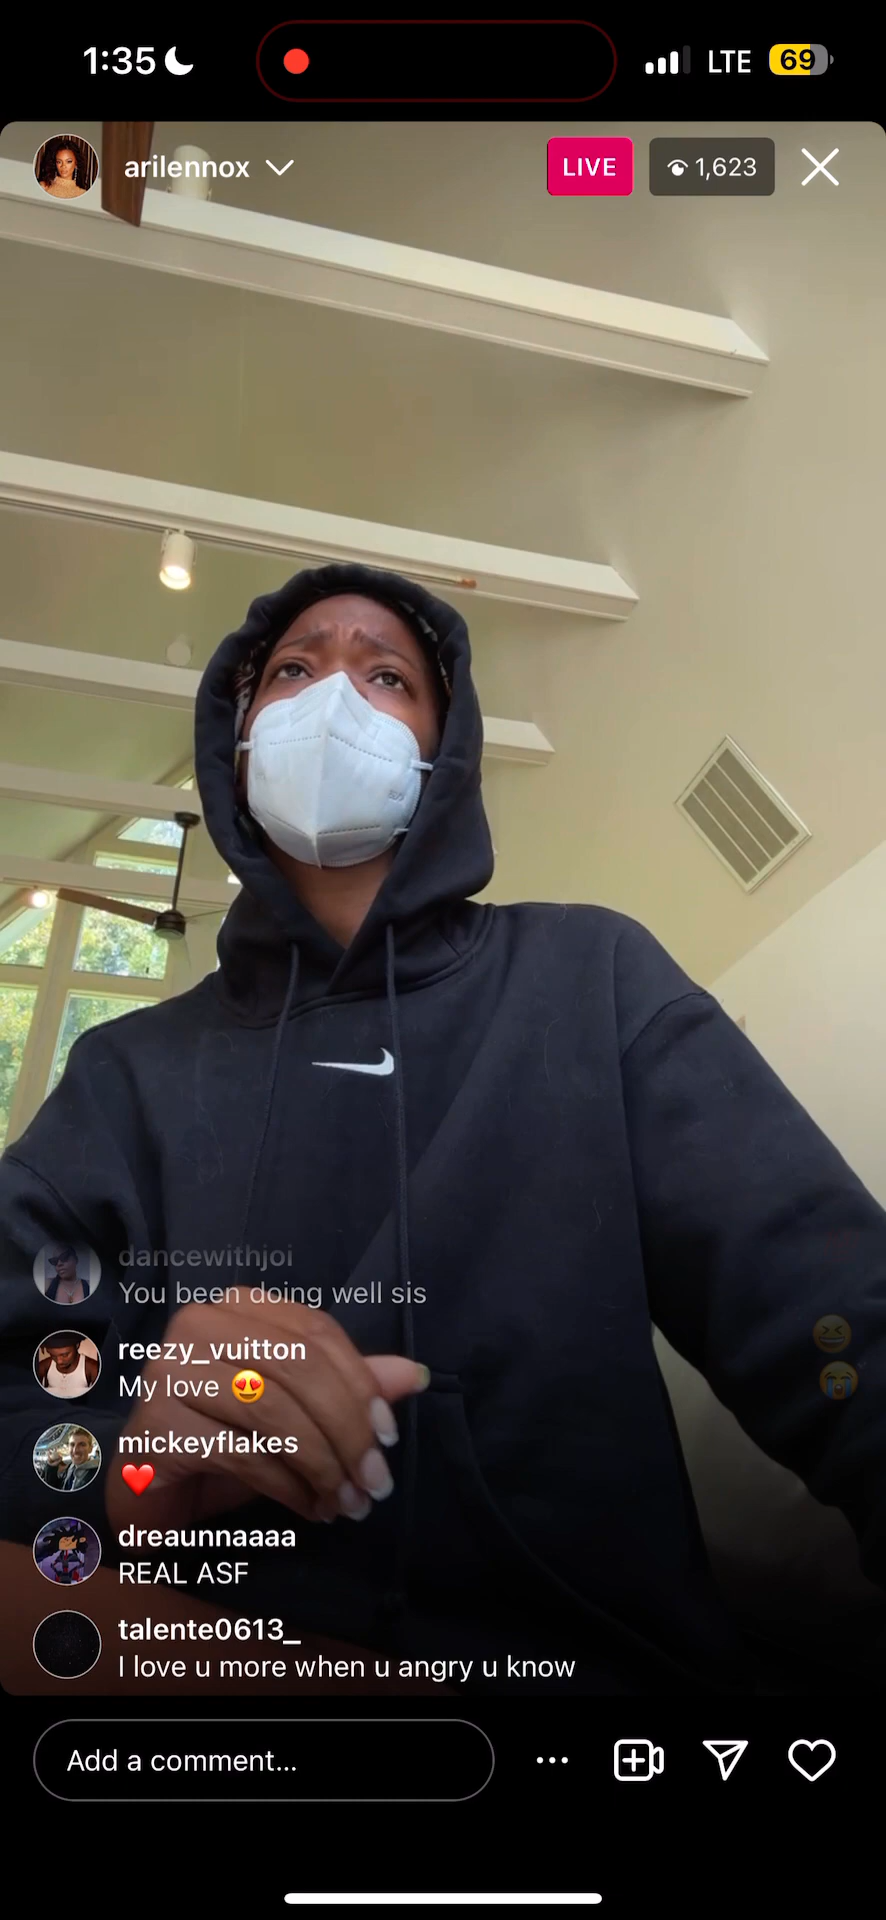 1:35
LTE
69
arilennox
LIVE
1,623
dancewithjoi
You been doing well sis
reezy_vuitton
My love 😍
mickeyflakes
❤️
dreaunnaaaa
REAL ASF
talente0613_
I love u more when u angry u know
Add a comment...